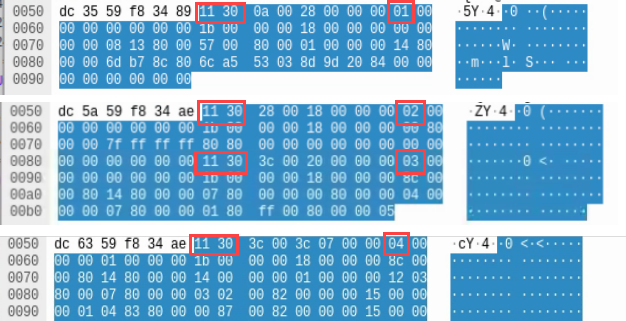 0050 dc 35 59 f8 34 89 11 30 0a 00 28 00 00 00 01 00 ·5Y·4··0 ··(·····
0060 00 00 00 00 00 00 1b 00 00 00 18 00 00 00 00 00
0070 00 00 08 13 80 00 57 00 80 00 01 00 00 00 14 80 ······W· ········
0080 00 00 6d b7 8c 80 6c a5 53 03 8d 9d 20 84 00 00 ··m···l· S··· ···
0090 00 00 00 00 00 00 ······
0050 dc 5a 59 f8 34 ae 11 30 28 00 18 00 00 00 02 00 ·ZY·4··0 (·······
0060 00 00 00 00 00 00 1b 00 00 00 18 00 00 00 00 80 ········ ········
0070 00 00 7f ff ff ff 80 80 00 00 00 00 00 00 00 00 ········ ········
0080 00 00 00 00 00 00 11 30 3c 00 20 00 00 00 03 00 ·······0 <· ·····
0090 00 00 00 00 00 00 1b 00 00 00 18 00 00 00 8c 00 ········ ········
00a0 00 80 14 80 00 00 07 80 00 00 00 80 00 00 04 00 ········ ········
00b0 00 00 07 80 00 00 01 80 ff 00 80 00 00 05 ········ ······
0050 dc 63 59 f8 34 ae 11 30 3c 00 3c 07 00 00 04 00 ·cY·4··0 <·<·····
0060 00 00 01 00 00 00 1b 00 00 00 18 00 00 00 8c 00 ········ ········
0070 00 80 14 80 00 00 14 00 00 00 01 00 00 00 12 03 ········ ········
0080 80 00 07 80 00 00 03 02 00 82 00 00 00 15 00 00 ········ ········
0090 00 01 04 83 80 00 00 87 00 82 00 00 00 15 00 00 ········ ········